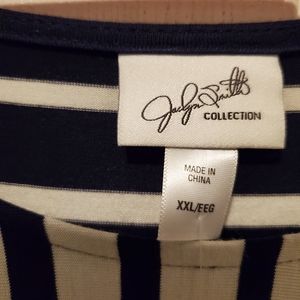 Jaclyn Smith
COLLECTION
MADE IN
CHINA
XXL/EEG